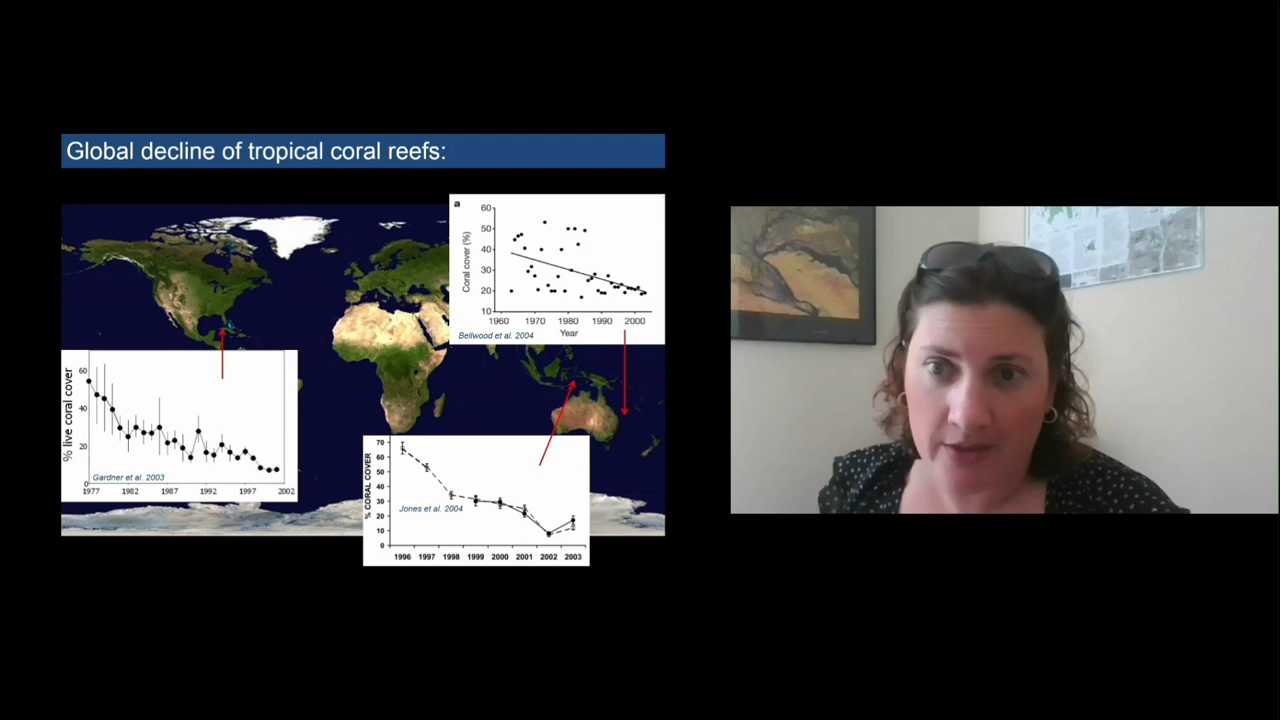 Global decline of tropical coral reefs:
a
60
50
40
30
20
10
Coral cover (%)
1960 1970 1980 1990 2000
Year
Bellwood et al. 2004
% live coral cover
60
40
20
0
Gardner et al. 2003
1977 1982 1987 1992 1997 2002
% CORAL COVER
70
60
50
40
30
20
10
0
Jones et al. 2004
1996 1997 1998 1999 2000 2001 2002 2003